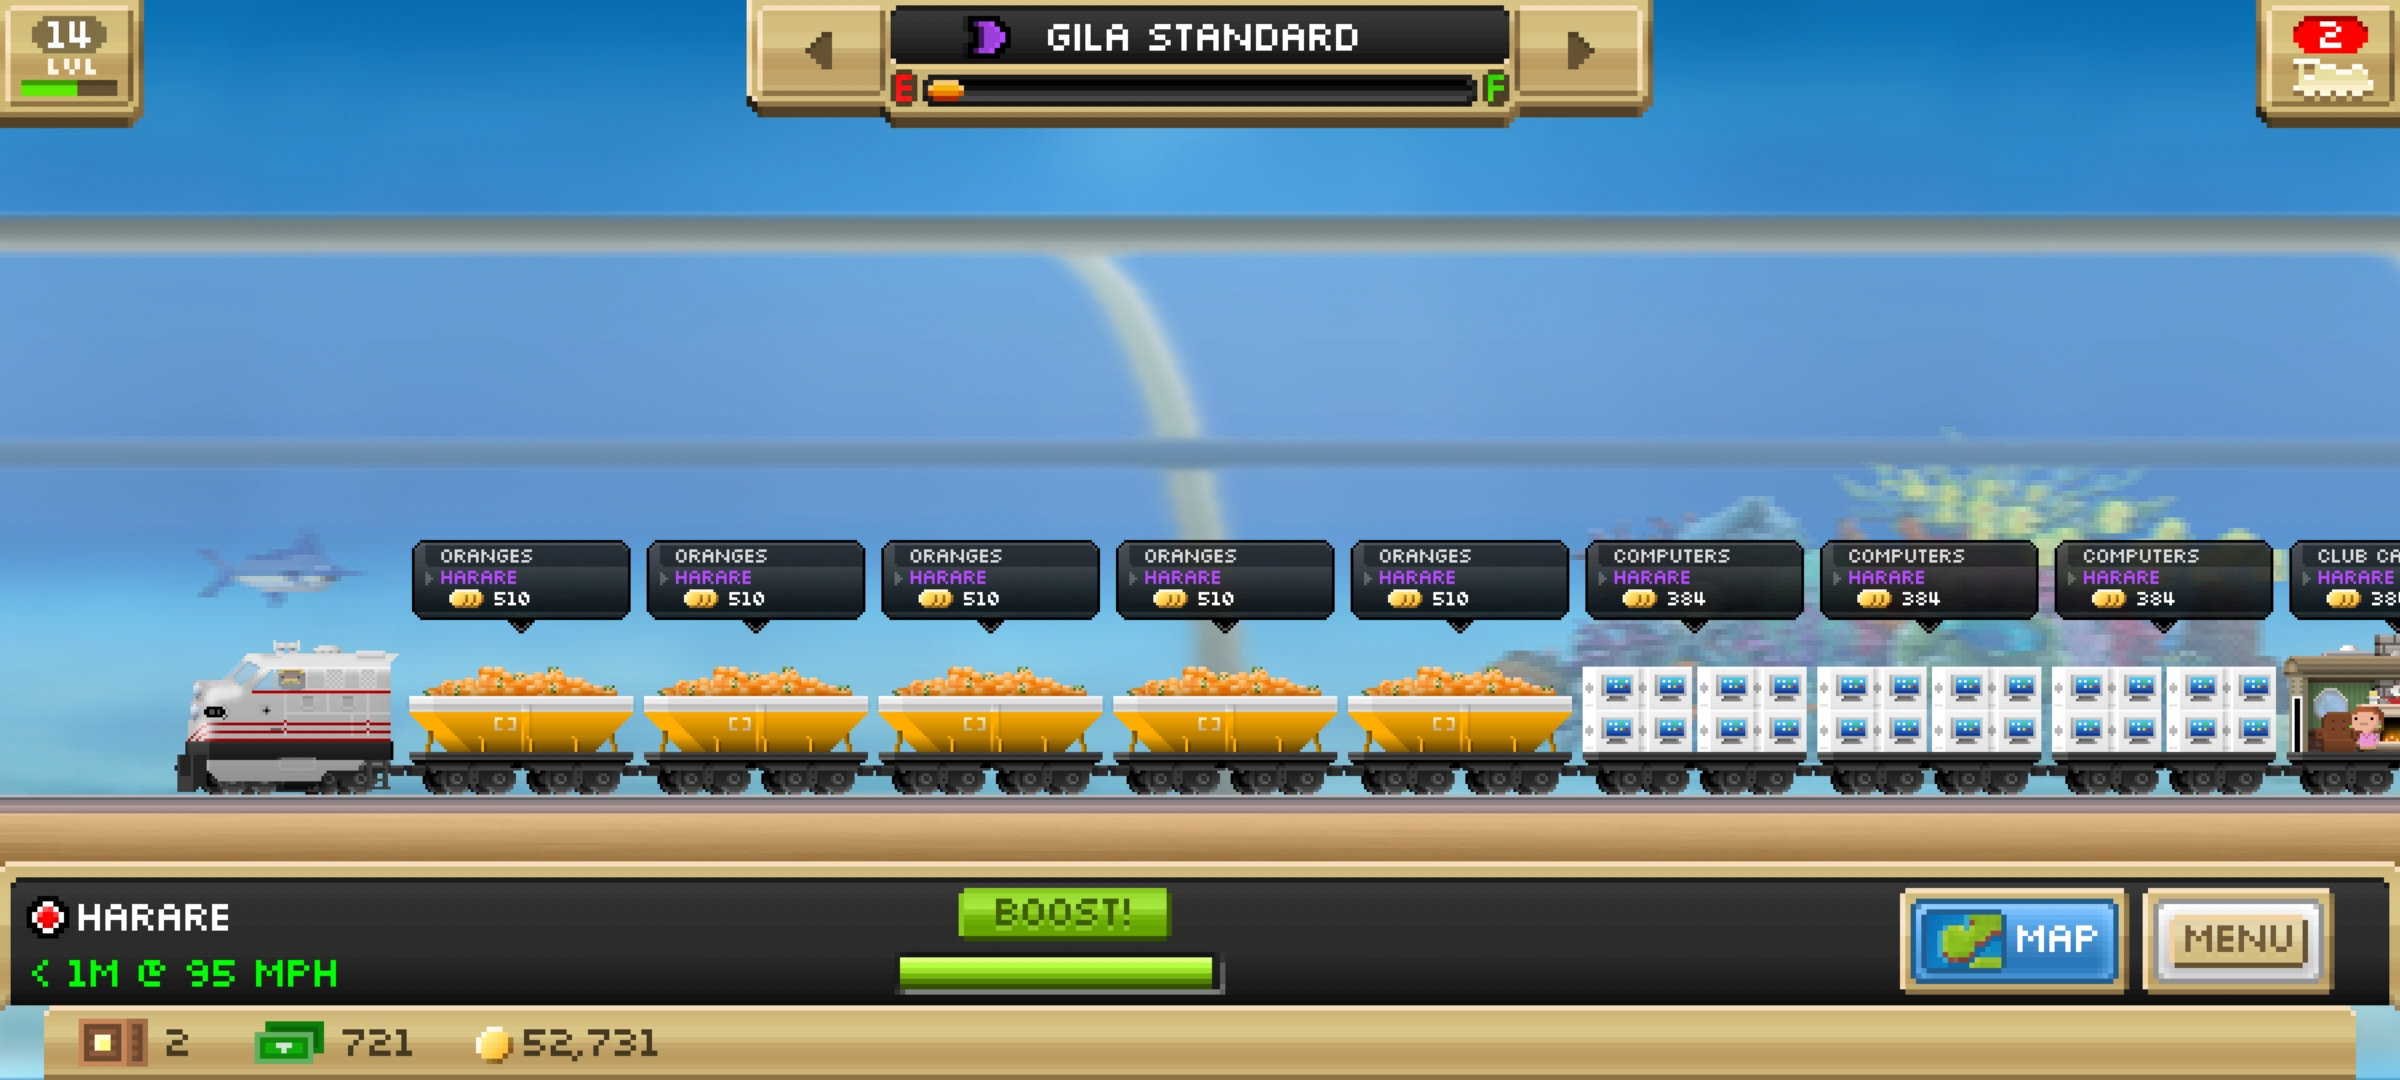 14
LVL
GILA STANDARD
E F
2
ORANGES
HARARE
510
ORANGES
HARARE
510
ORANGES
HARARE
510
ORANGES
HARARE
510
ORANGES
HARARE
510
COMPUTERS
HARARE
384
COMPUTERS
HARARE
384
COMPUTERS
HARARE
384
CLUB
HARARE
HARARE
< 1M @ 95 MPH
BOOST!
MAP
MENU
2
721
52,731